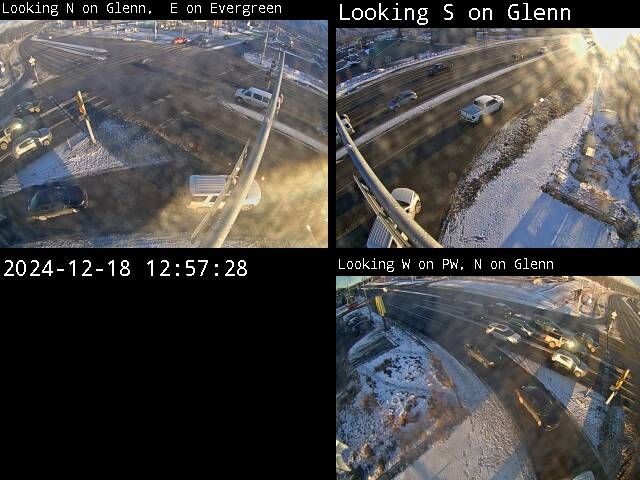 Looking N on Glenn,  E on Evergreen
Looking S on Glenn
2024-12-18 12:57:28
Looking W on PW, N on Glenn